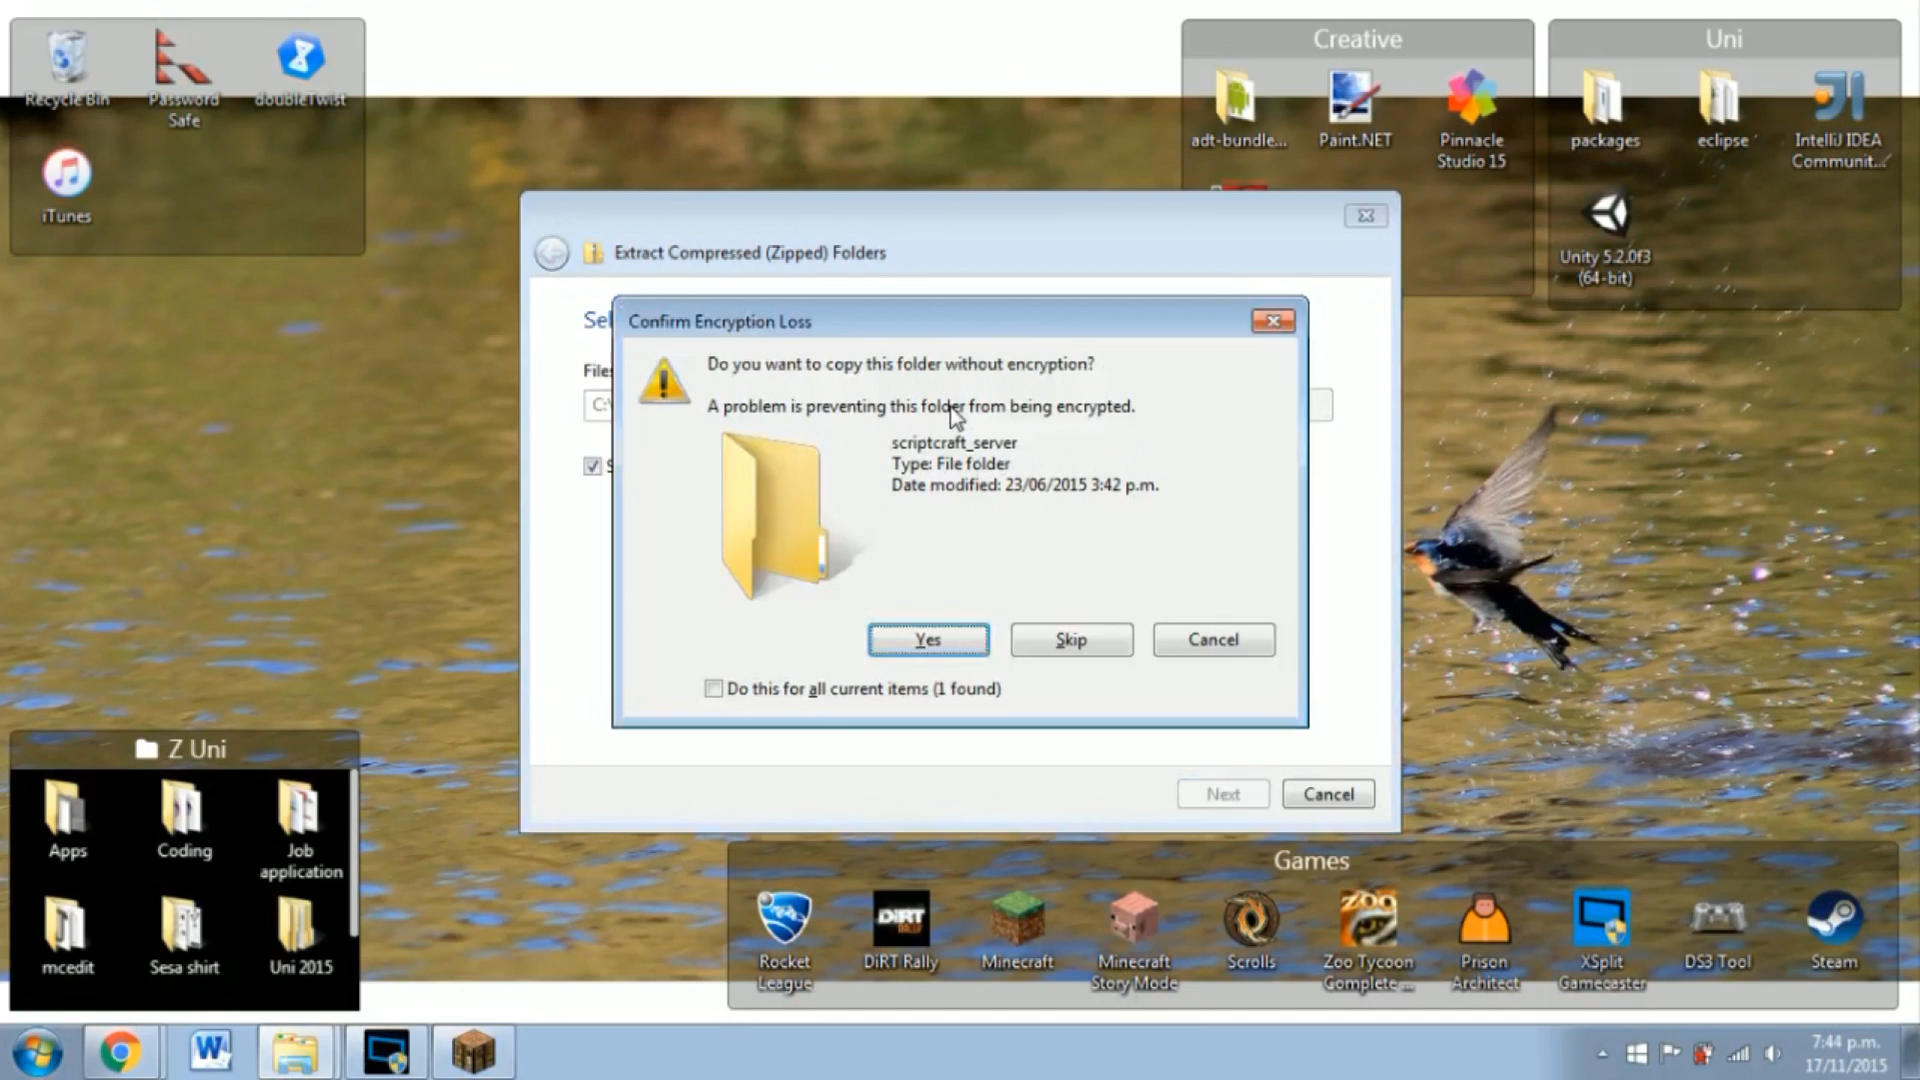 Recycle Bin
Password
Safe
doubleTwist
iTunes
Creative
adt-bundle...
Paint.NET
Pinnacle
Studio 15
Uni
packages
eclipse
IntelliJ IDEA
Communit...
Unity 5.2.0f3
(64-bit)
Extract Compressed (Zipped) Folders
Sel
Files
C:\
S
Confirm Encryption Loss
Do you want to copy this folder without encryption?
A problem is preventing this folder from being encrypted.
scriptcraft_server
Type: File folder
Date modified: 23/06/2015 3:42 p.m.
Yes
Skip
Cancel
Do this for all current items (1 found)
Next
Cancel
Z Uni
Apps
Coding
Job
application
mcedit
Sesa shirt
Uni 2015
Games
DiRT
RALLY
ZOO
Rocket
League
DiRT Rally
Minecraft
Minecraft
Story Mode
Scrolls
Zoo Tycoon
Complete ...
Prison
Architect
XSplit
Gamecaster
DS3 Tool
Steam
7:44 p.m.
17/11/2015